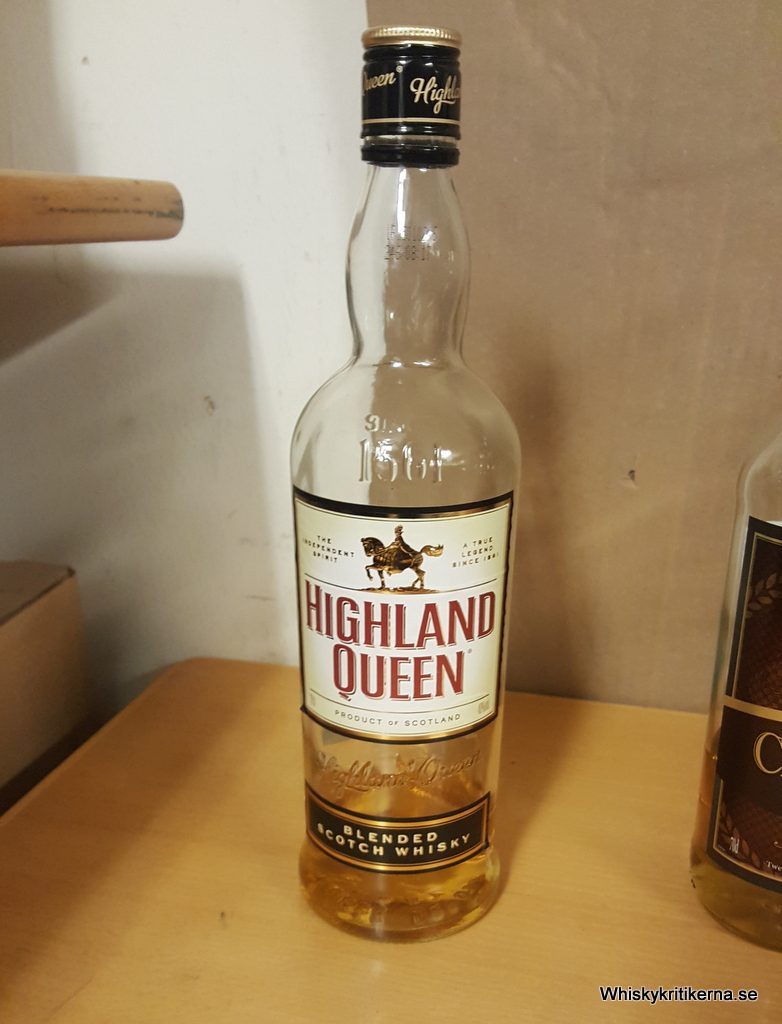 Queen® Highl
1561
THE INDEPENDENT SPIRIT
A TRUE LEGEND SINCE 1561
HIGHLAND
QUEEN®
PRODUCT OF SCOTLAND
Highland Queen
BLENDED
SCOTCH WHISKY
70cl
Whiskykritikerna.se